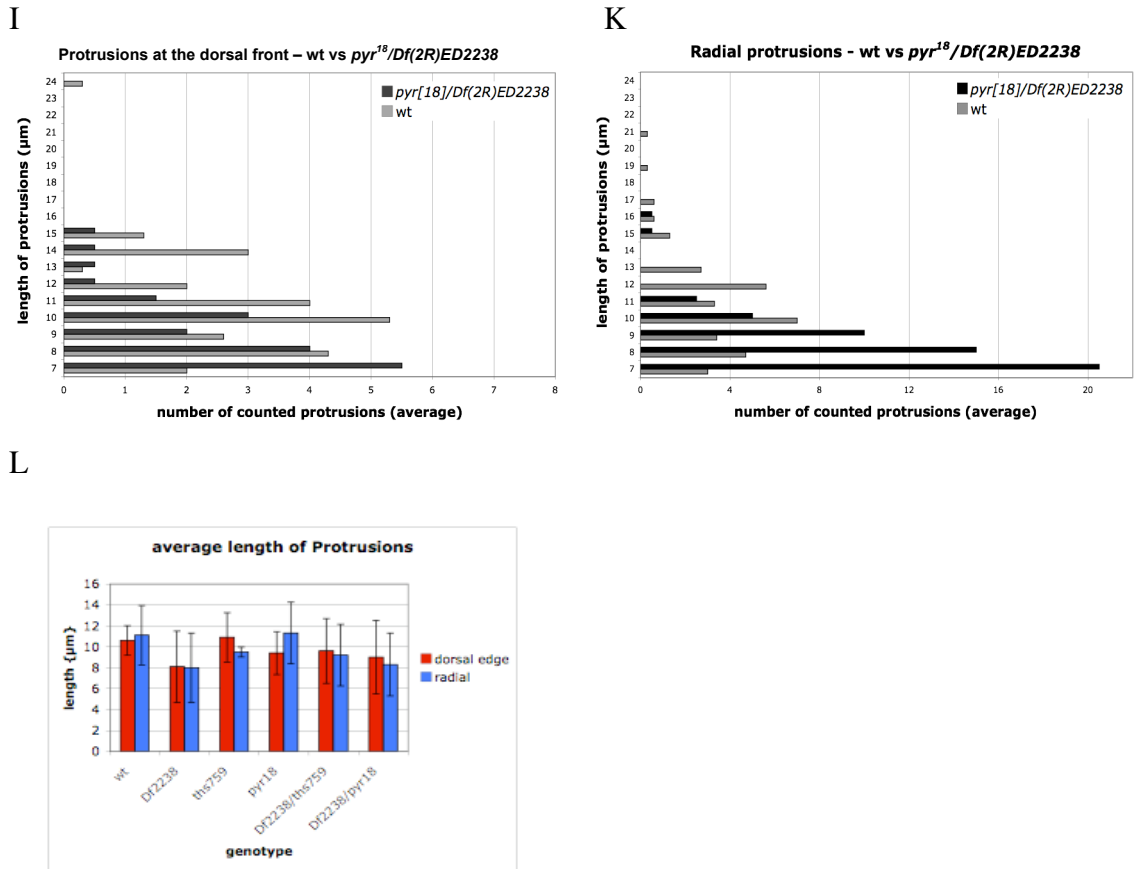 I
Protrusions at the dorsal front – wt vs pyr¹⁸/Df(2R)ED2238
pyr[18]/Df(2R)ED2238
wt
length of protrusions (µm)
24
23
22
21
20
19
18
17
16
15
14
13
12
11
10
9
8
7
0 1 2 3 4 5 6 7 8
number of counted protrusions (average)
K
Radial protrusions - wt vs pyr¹⁸/Df(2R)ED2238
pyr[18]/Df(2R)ED2238
wt
length of protrusions (µm)
24
23
22
21
20
19
18
17
16
15
14
13
12
11
10
9
8
7
0 4 8 12 16 20
number of counted protrusions (average)
L
average length of Protrusions
length {µm}
16
14
12
10
8
6
4
2
0
dorsal edge
radial
wt Df2238 ths759 pyr18 Df2238/ths759 Df2238/pyr18
genotype